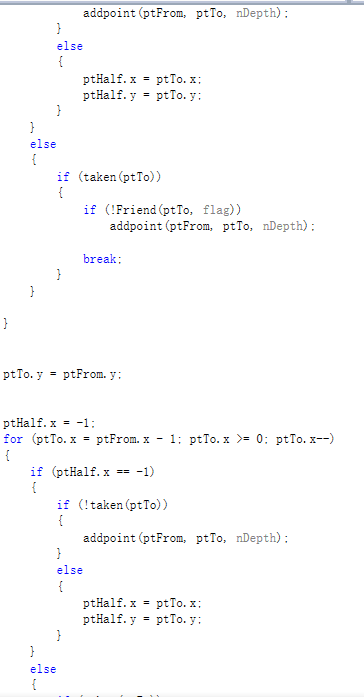 addpoint(ptFrom, ptTo, nDepth);
}
else
{
ptHalf.x = ptTo.x;
ptHalf.y = ptTo.y;
}
}
else
{
if (taken(ptTo))
{
if (!Friend(ptTo, flag))
addpoint(ptFrom, ptTo, nDepth);
break;
}
}
}
ptTo.y = ptFrom.y;
ptHalf.x = -1;
for (ptTo.x = ptFrom.x - 1; ptTo.x >= 0; ptTo.x--)
{
if (ptHalf.x == -1)
{
if (!taken(ptTo))
{
addpoint(ptFrom, ptTo, nDepth);
}
else
{
ptHalf.x = ptTo.x;
ptHalf.y = ptTo.y;
}
}
else
{